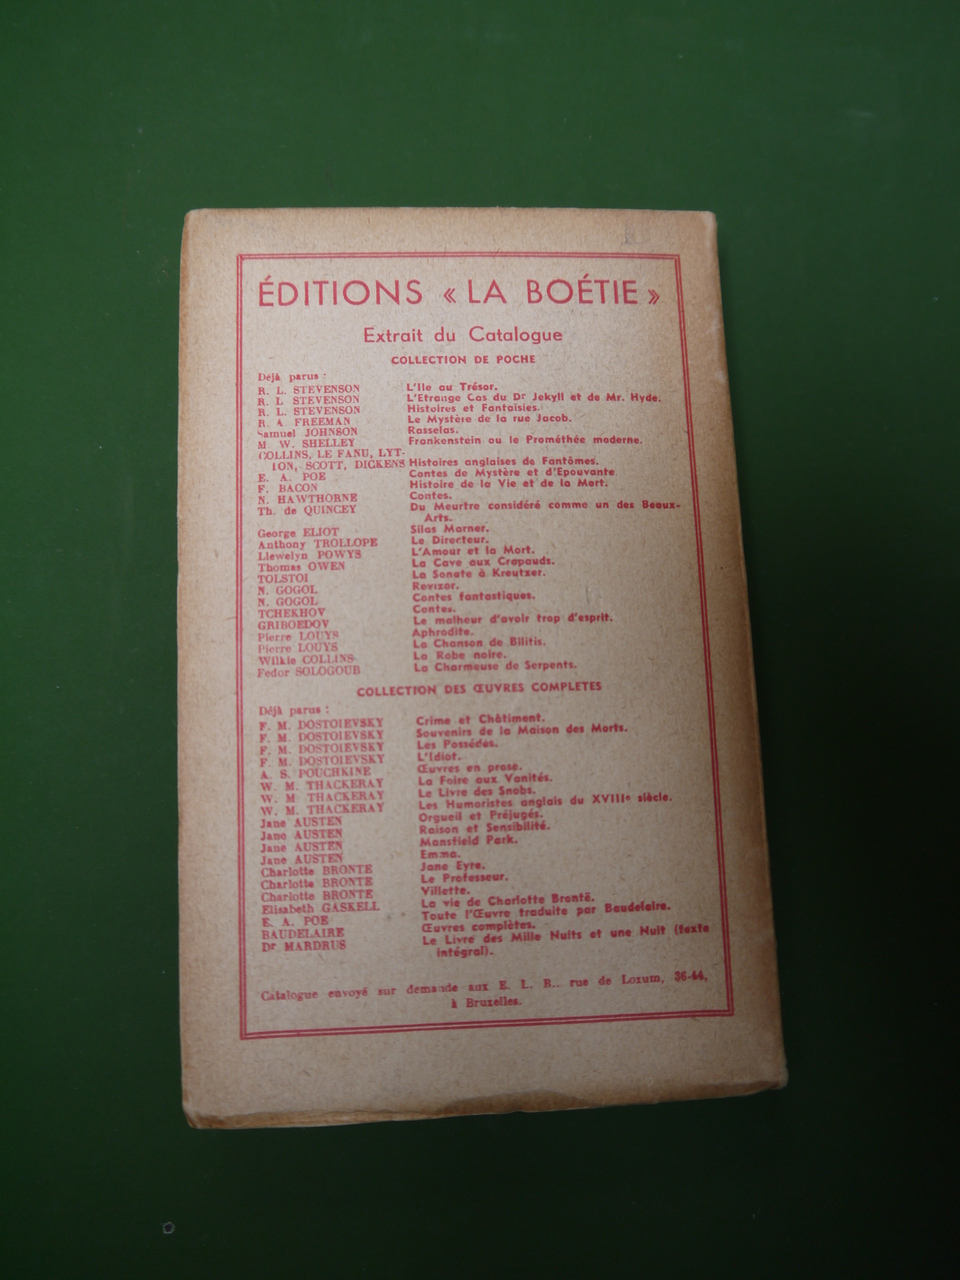 ÉDITIONS « LA BOÉTIE »
Extrait du Catalogue
COLLECTION DE POCHE
Déjà parus :
R. L. STEVENSON L'Ile au Trésor.
R. L. STEVENSON L'Etrange Cas du Dr Jekyll et de Mr. Hyde.
R. L. STEVENSON Histoires et Fantaisies.
R. A. FREEMAN Le Mystère de la rue Jacob.
Samuel JOHNSON Rasselas.
M. W. SHELLEY Frankenstein ou le Prométhée moderne.
COLLINS, LE FANU, LYT-
TON, SCOTT, DICKENS Histoires anglaises de Fantômes.
E. A. POE Contes de Mystère et d'Epouvante
F. BACON Histoire de la Vie et de la Mort.
N. HAWTHORNE Contes.
Th. de QUINCEY Du Meurtre considéré comme un des Beaux-
Arts.
George ELIOT Silas Marner.
Anthony TROLLOPE Le Directeur.
Llewelyn POWYS L'Amour et la Mort.
Thomas OWEN La Cave aux Crapauds.
TOLSTOI La Sonate à Kreutzer.
N. GOGOL Revizor.
N. GOGOL Contes fantastiques.
TCHEKHOV Contes.
GRIBOEDOV Le malheur d'avoir trop d'esprit.
Pierre LOUYS Aphrodite.
Pierre LOUYS La Chanson de Bilitis.
Wilkie COLLINS La Robe noire.
Fedor SOLOGOUB La Charmeuse de Serpents.
COLLECTION DES ŒUVRES COMPLETES
Déjà parus :
F. M. DOSTOIEVSKY Crime et Châtiment.
F. M. DOSTOIEVSKY Souvenirs de la Maison des Morts.
F. M. DOSTOIEVSKY Les Possédés.
F. M. DOSTOIEVSKY L'Idiot.
A. S. POUCHKINE Œuvres en prose.
W. M. THACKERAY La Foire aux Vanités.
W. M THACKERAY Le Livre des Snobs.
W. M. THACKERAY Les Humoristes anglais du XVIIIe siècle.
Jane AUSTEN Orgueil et Préjugés.
Jane AUSTEN Raison et Sensibilité.
Jane AUSTEN Mansfield Park.
Jane AUSTEN Emma.
Charlotte BRONTE Jane Eyre.
Charlotte BRONTE Le Professeur.
Charlotte BRONTE Villette.
Elisabeth GASKELL La vie de Charlotte Brontë.
E. A. POE Toute l'Œuvre traduite par Baudelaire.
BAUDELAIRE Œuvres complètes.
Dr MARDRUS Le Livre des Mille Nuits et une Nuit (texte
intégral).
Catalogue envoyé sur demande aux E. L. B., rue de Loxum, 36-44,
à Bruxelles.